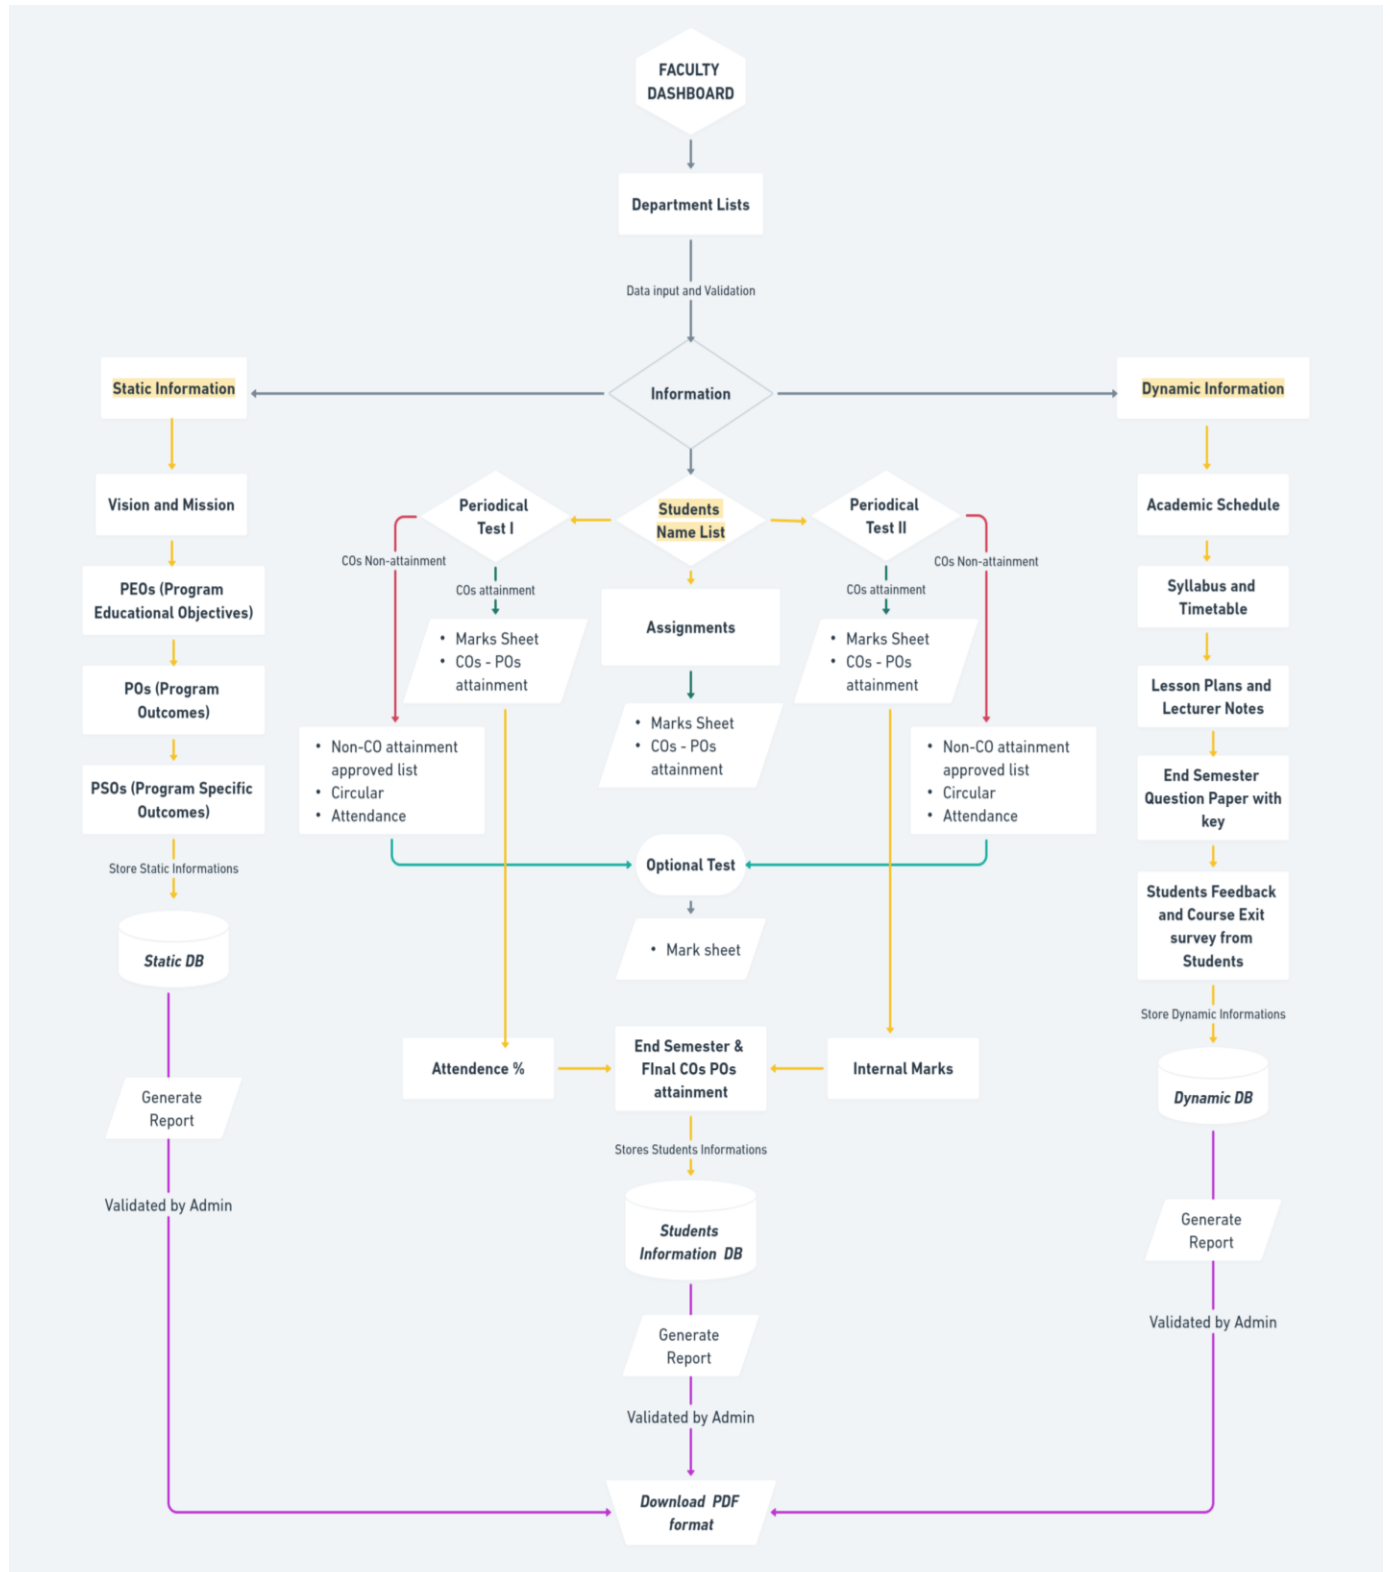 FACULTY
DASHBOARD
Department Lists
Data input and Validation
Information
Static Information
Dynamic Information
Vision and Mission
PEOs (Program
Educational Objectives)
POs (Program
Outcomes)
PSOs (Program Specific
Outcomes)
Store Static Informations
Static DB
Generate
Report
Validated by Admin
Periodical
Test I
COs Non-attainment
COs attainment
• Marks Sheet
• COs - POs
attainment
• Non-CO attainment
approved list
• Circular
• Attendance
Students
Name List
Assignments
• Marks Sheet
• COs - POs
attainment
Periodical
Test II
COs attainment
COs Non-attainment
• Marks Sheet
• COs - POs
attainment
• Non-CO attainment
approved list
• Circular
• Attendance
Optional Test
• Mark sheet
Attendence %
End Semester &
FInal COs POs
attainment
Internal Marks
Stores Students Informations
Students
Information DB
Generate
Report
Validated by Admin
Academic Schedule
Syllabus and
Timetable
Lesson Plans and
Lecturer Notes
End Semester
Question Paper with
key
Students Feedback
and Course Exit
survey from
Students
Store Dynamic Informations
Dynamic DB
Generate
Report
Validated by Admin
Download PDF
format